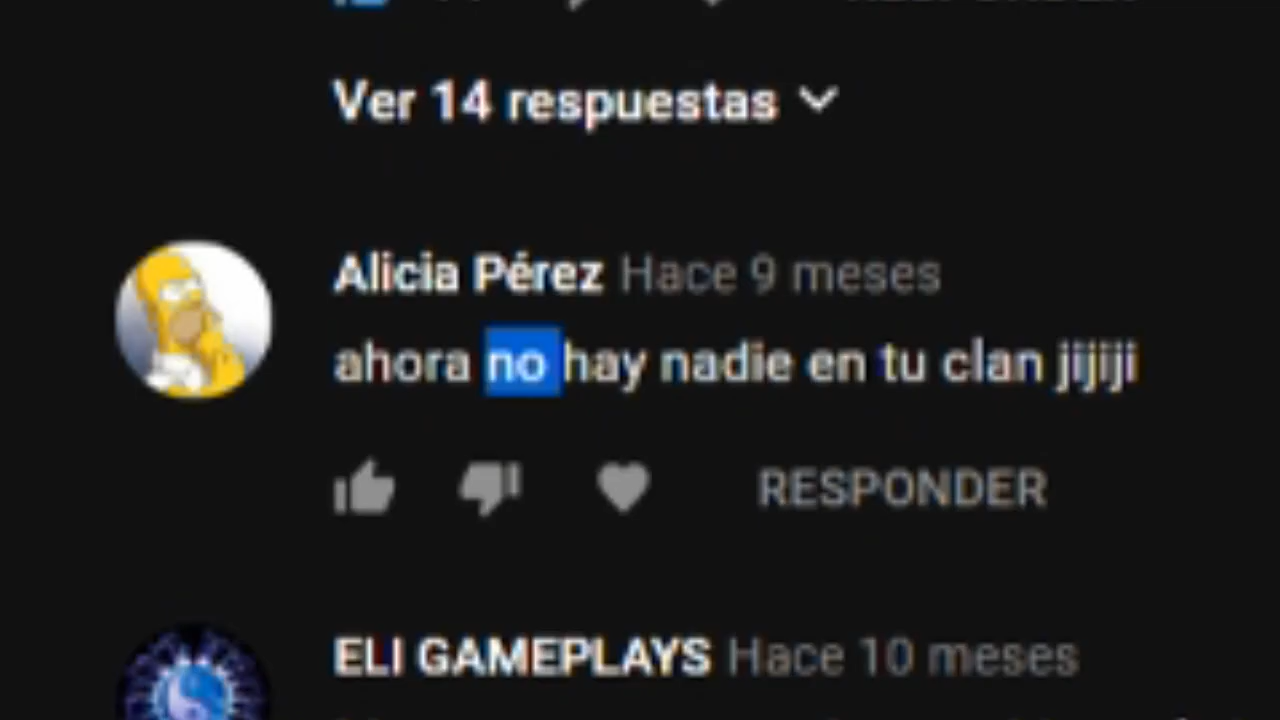 Ver 14 respuestas
Alicia Pérez Hace 9 meses
ahora no hay nadie en tu clan jijiji
RESPONDER
ELI GAMEPLAYS Hace 10 meses